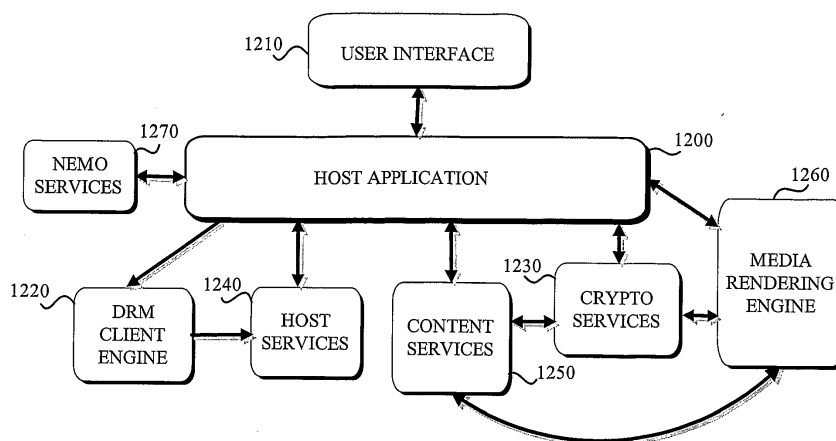 1210
USER INTERFACE
1270
NEMO
SERVICES
1200
HOST APPLICATION
1260
MEDIA
RENDERING
ENGINE
1220
DRM
CLIENT
ENGINE
1240
HOST
SERVICES
CONTENT
SERVICES
1250
1230
CRYPTO
SERVICES